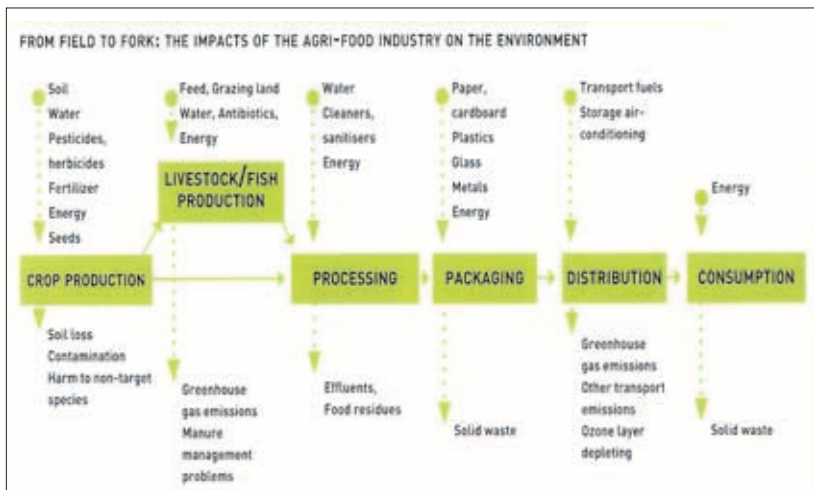 FROM FIELD TO FORK: THE IMPACTS OF THE AGRI-FOOD INDUSTRY ON THE ENVIRONMENT
Soil
Water
Pesticides,
herbicides
Fertilizer
Energy
Seeds
Feed, Grazing land
Water, Antibiotics,
Energy
Water
Cleaners,
sanitisers
Energy
Paper,
cardboard
Plastics
Glass
Metals
Energy
Transport fuels
Storage air-
conditioning
Energy
LIVESTOCK/FISH
PRODUCTION
CROP PRODUCTION
PROCESSING
PACKAGING
DISTRIBUTION
CONSUMPTION
Soil loss
Contamination
Harm to non-target
species
Greenhouse
gas emissions
Manure
management
problems
Effluents,
Food residues
Solid waste
Greenhouse
gas emissions
Other transport
emissions
Ozone layer
depleting
Solid waste